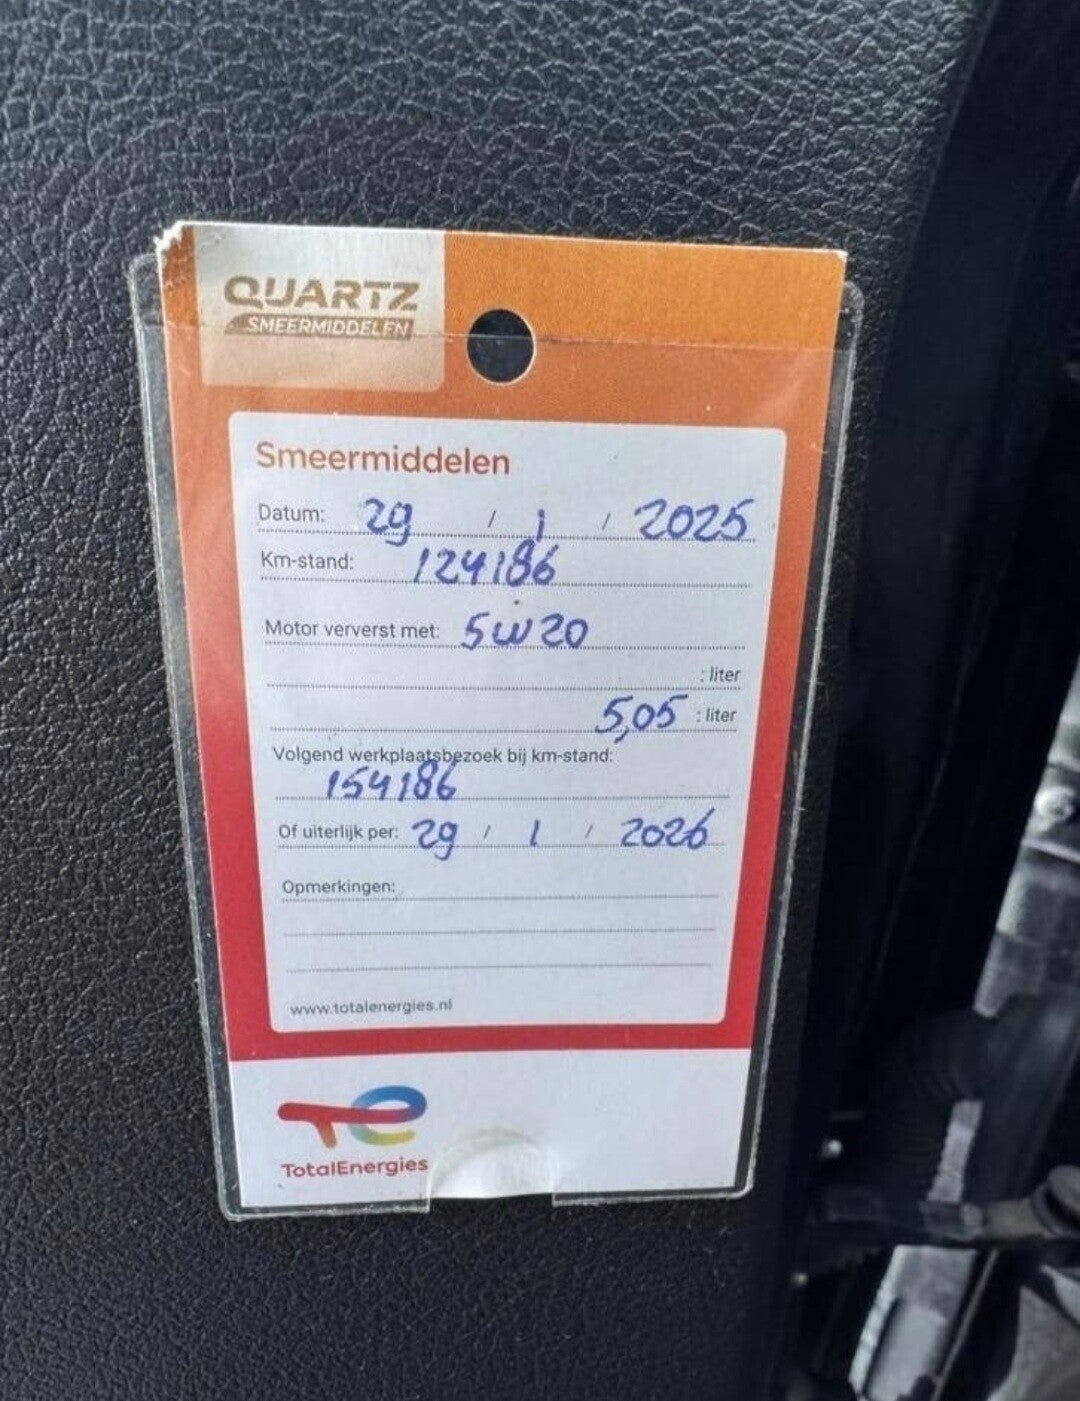 QUARTZ
SMEERMIDDELEN
Smeermiddelen
Datum: 29 / 1 / 2025
Km-stand: 124186
Motor ververst met: 5W20
: liter
5,05 : liter
Volgend werkplaatsbezoek bij km-stand:
154186
Of uiterlijk per: 29 / 1 / 2026
Opmerkingen:
www.totalenergies.nl
TotalEnergies